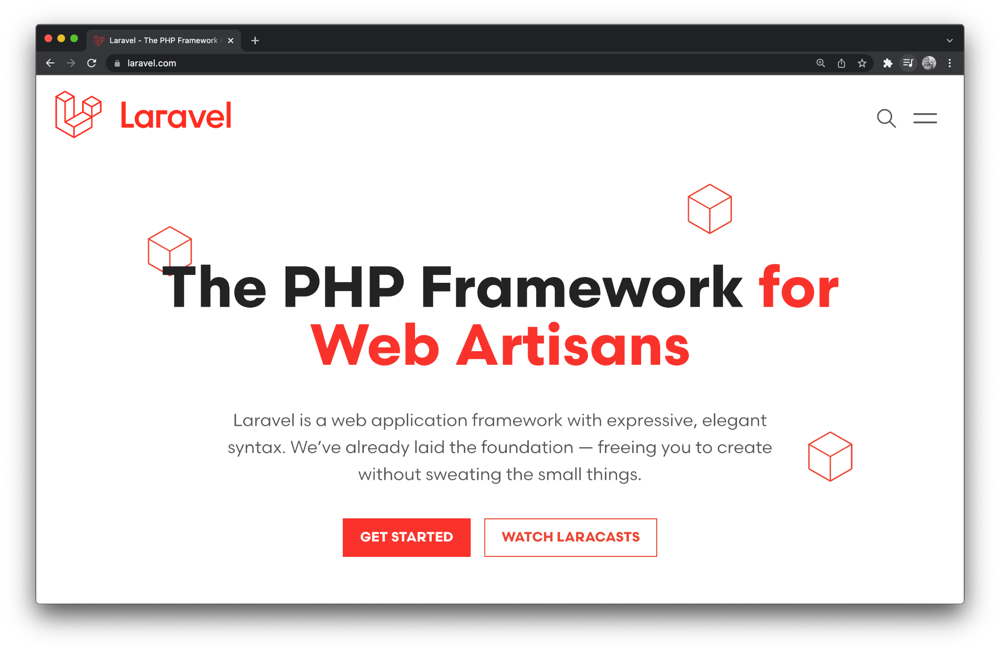 Laravel - The PHP Framework
laravel.com
Laravel
The PHP Framework for
Web Artisans
Laravel is a web application framework with expressive, elegant
syntax. We’ve already laid the foundation — freeing you to create
without sweating the small things.
GET STARTED
WATCH LARACASTS